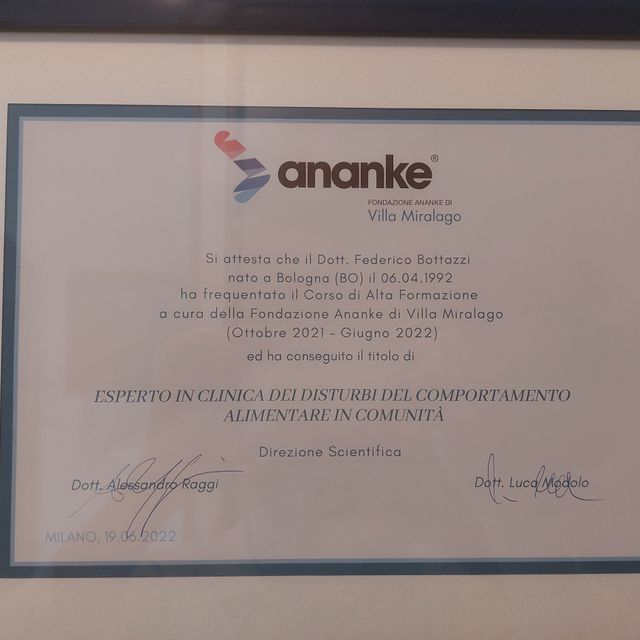 ananke®
FONDAZIONE ANANKE DI
Villa Miralago
Si attesta che il Dott. Federico Bottazzi
nato a Bologna (BO) il 06.04.1992
ha frequentato il Corso di Alta Formazione
a cura della Fondazione Ananke di Villa Miralago
(Ottobre 2021 - Giugno 2022)
ed ha conseguito il titolo di
ESPERTO IN CLINICA DEI DISTURBI DEL COMPORTAMENTO
ALIMENTARE IN COMUNITÀ
Direzione Scientifica
Dott. Alessandro Raggi
Dott. Luca Modolo
MILANO, 19.06.2022